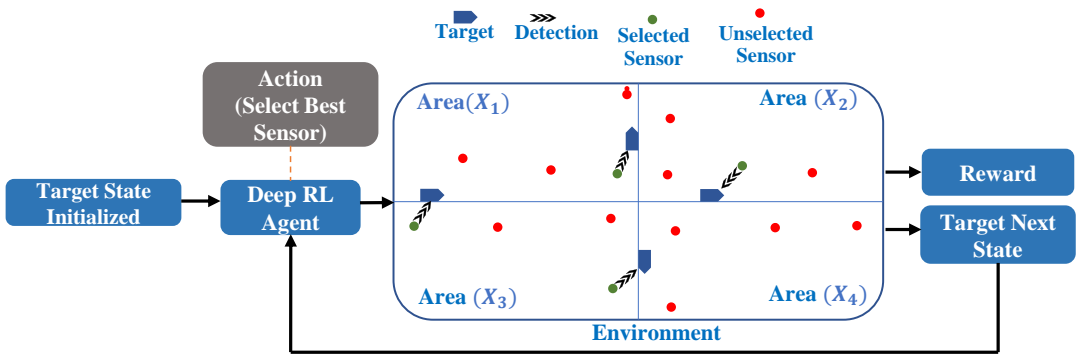 Target
Detection
Selected
Sensor
Unselected
Sensor
Action
(Select Best
Sensor)
Area(X₁)
Area (X₂)
Target State
Initialized
Deep RL
Agent
Reward
Target Next
State
Area (X₃)
Area (X₄)
Environment